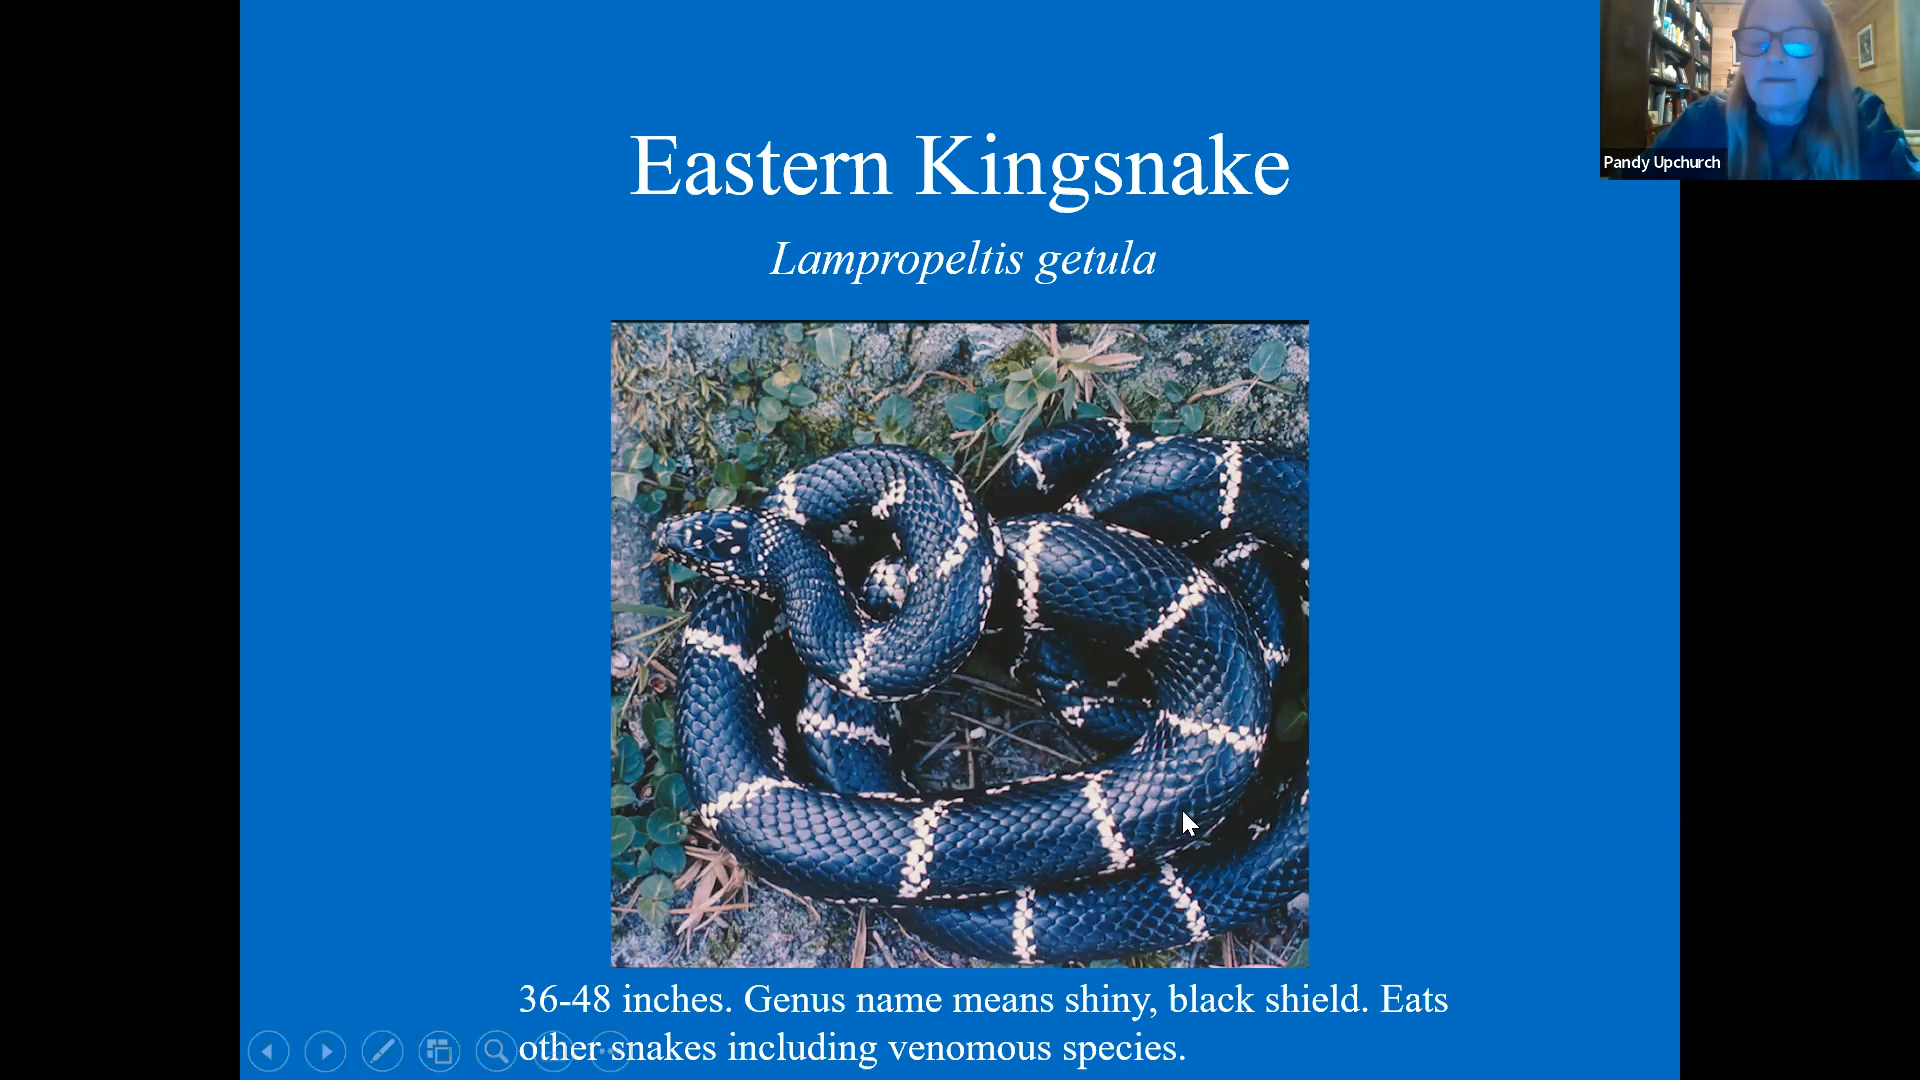 Eastern Kingsnake
Lampropeltis getula
Pandy Upchurch
36-48 inches. Genus name means shiny, black shield. Eats
other snakes including venomous species.